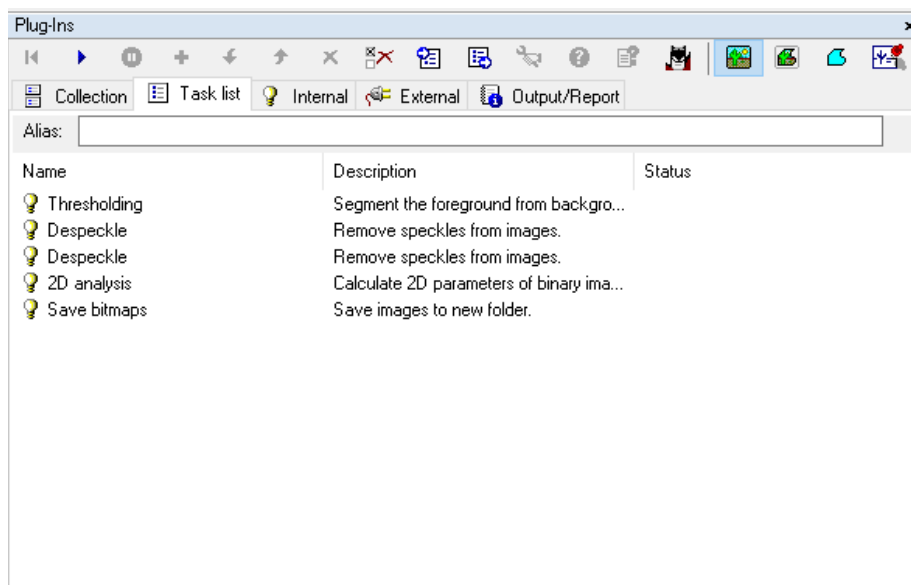 Plug-Ins
Collection Task list Internal External Output/Report
Alias:
Name Description Status
Thresholding Segment the foreground from backgro...
Despeckle Remove speckles from images.
Despeckle Remove speckles from images.
2D analysis Calculate 2D parameters of binary ima...
Save bitmaps Save images to new folder.